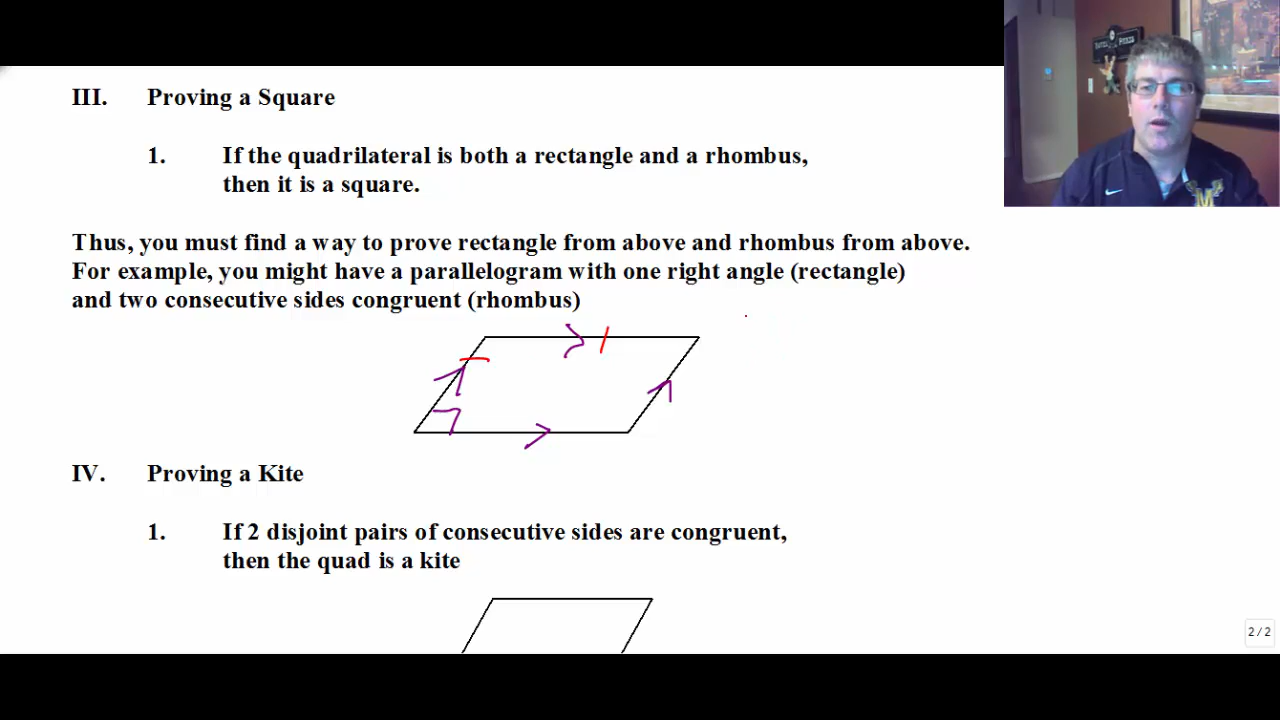 III. Proving a Square
1. If the quadrilateral is both a rectangle and a rhombus,
then it is a square.
Thus, you must find a way to prove rectangle from above and rhombus from above.
For example, you might have a parallelogram with one right angle (rectangle)
and two consecutive sides congruent (rhombus)
IV. Proving a Kite
1. If 2 disjoint pairs of consecutive sides are congruent,
then the quad is a kite
2 / 2
M